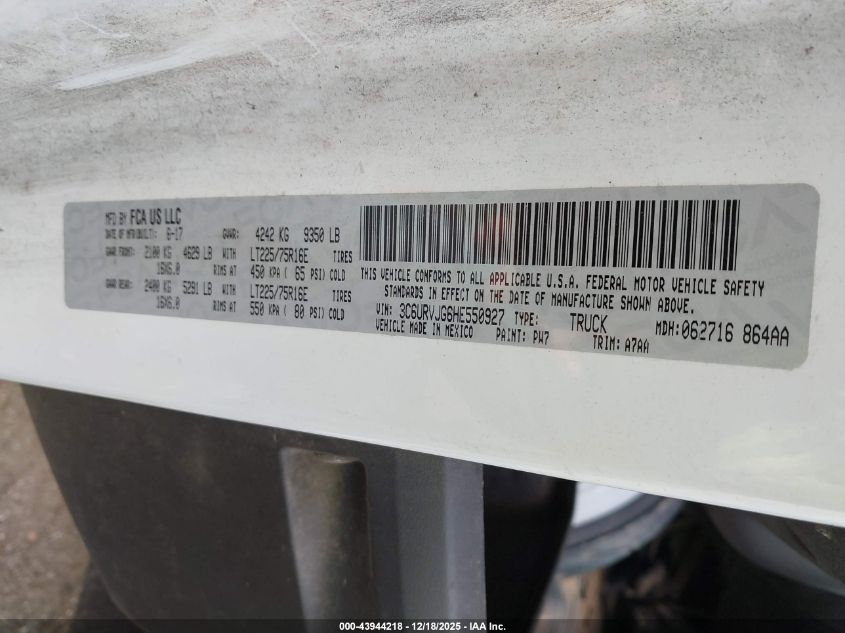 MFD BY FCA US LLC
DATE OF MFR(BUILT): 6-17 GVWR: 4242 KG 9350 LB
GAWR FRONT: 2100 KG 4629 LB WITH LT225/75R16E TIRES
16X6.0 RIMS AT 450 KPA ( 65 PSI) COLD
GAWR REAR: 2400 KG 5291 LB WITH LT225/75R16E TIRES
16X6.0 RIMS AT 550 KPA ( 80 PSI) COLD
THIS VEHICLE CONFORMS TO ALL APPLICABLE U.S.A. FEDERAL MOTOR VEHICLE SAFETY
STANDARDS IN EFFECT ON THE DATE OF MANUFACTURE SHOWN ABOVE.
VIN: 3C6URVJG6HE550927 TYPE: TRUCK MDH:062716 864AA
VEHICLE MADE IN MEXICO PAINT: PW7 TRIM: A7AA
000-43944218 - 12/18/2025 - IAA Inc.